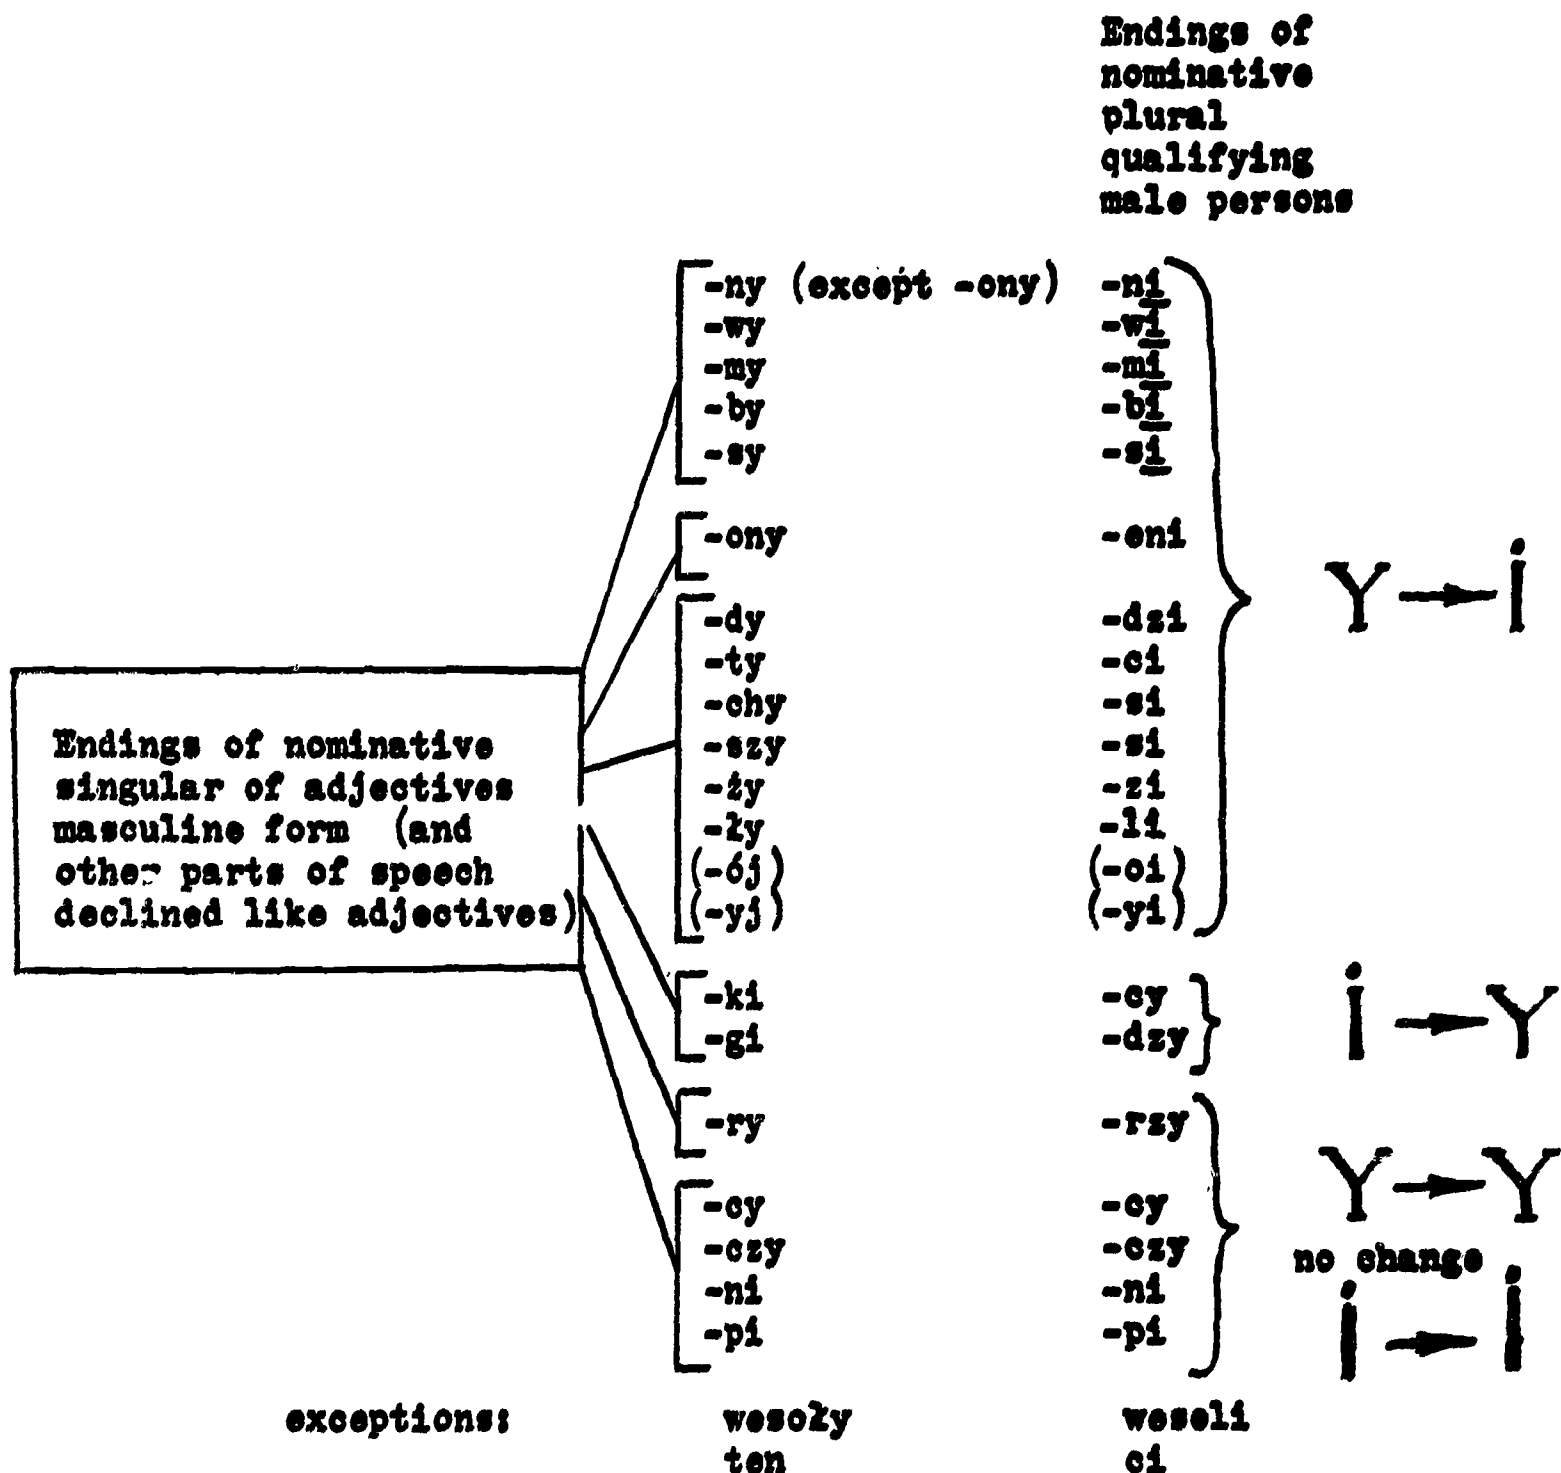 Endings of
nominative
plural
qualifying
male persons
-ny (except -ony) -ni
-wy -wi
-my -mi
-by -bi
-sy -si
-ony -eni
Y → i
-dy -dzi
-ty -ci
-chy -si
-szy -si
-ży -zi
-ły -li
(-ój) (-oi)
(-yj) (-yi)
Endings of nominative
singular of adjectives
masculine form (and
other parts of speech
declined like adjectives)
-ki -cy
-gi -dzy
i → Y
-ry -rzy
Y → Y
-cy -cy
-czy -czy
no change
-ni -ni
-pi -pi
i → i
exceptions: wesoły weseli
ten ci